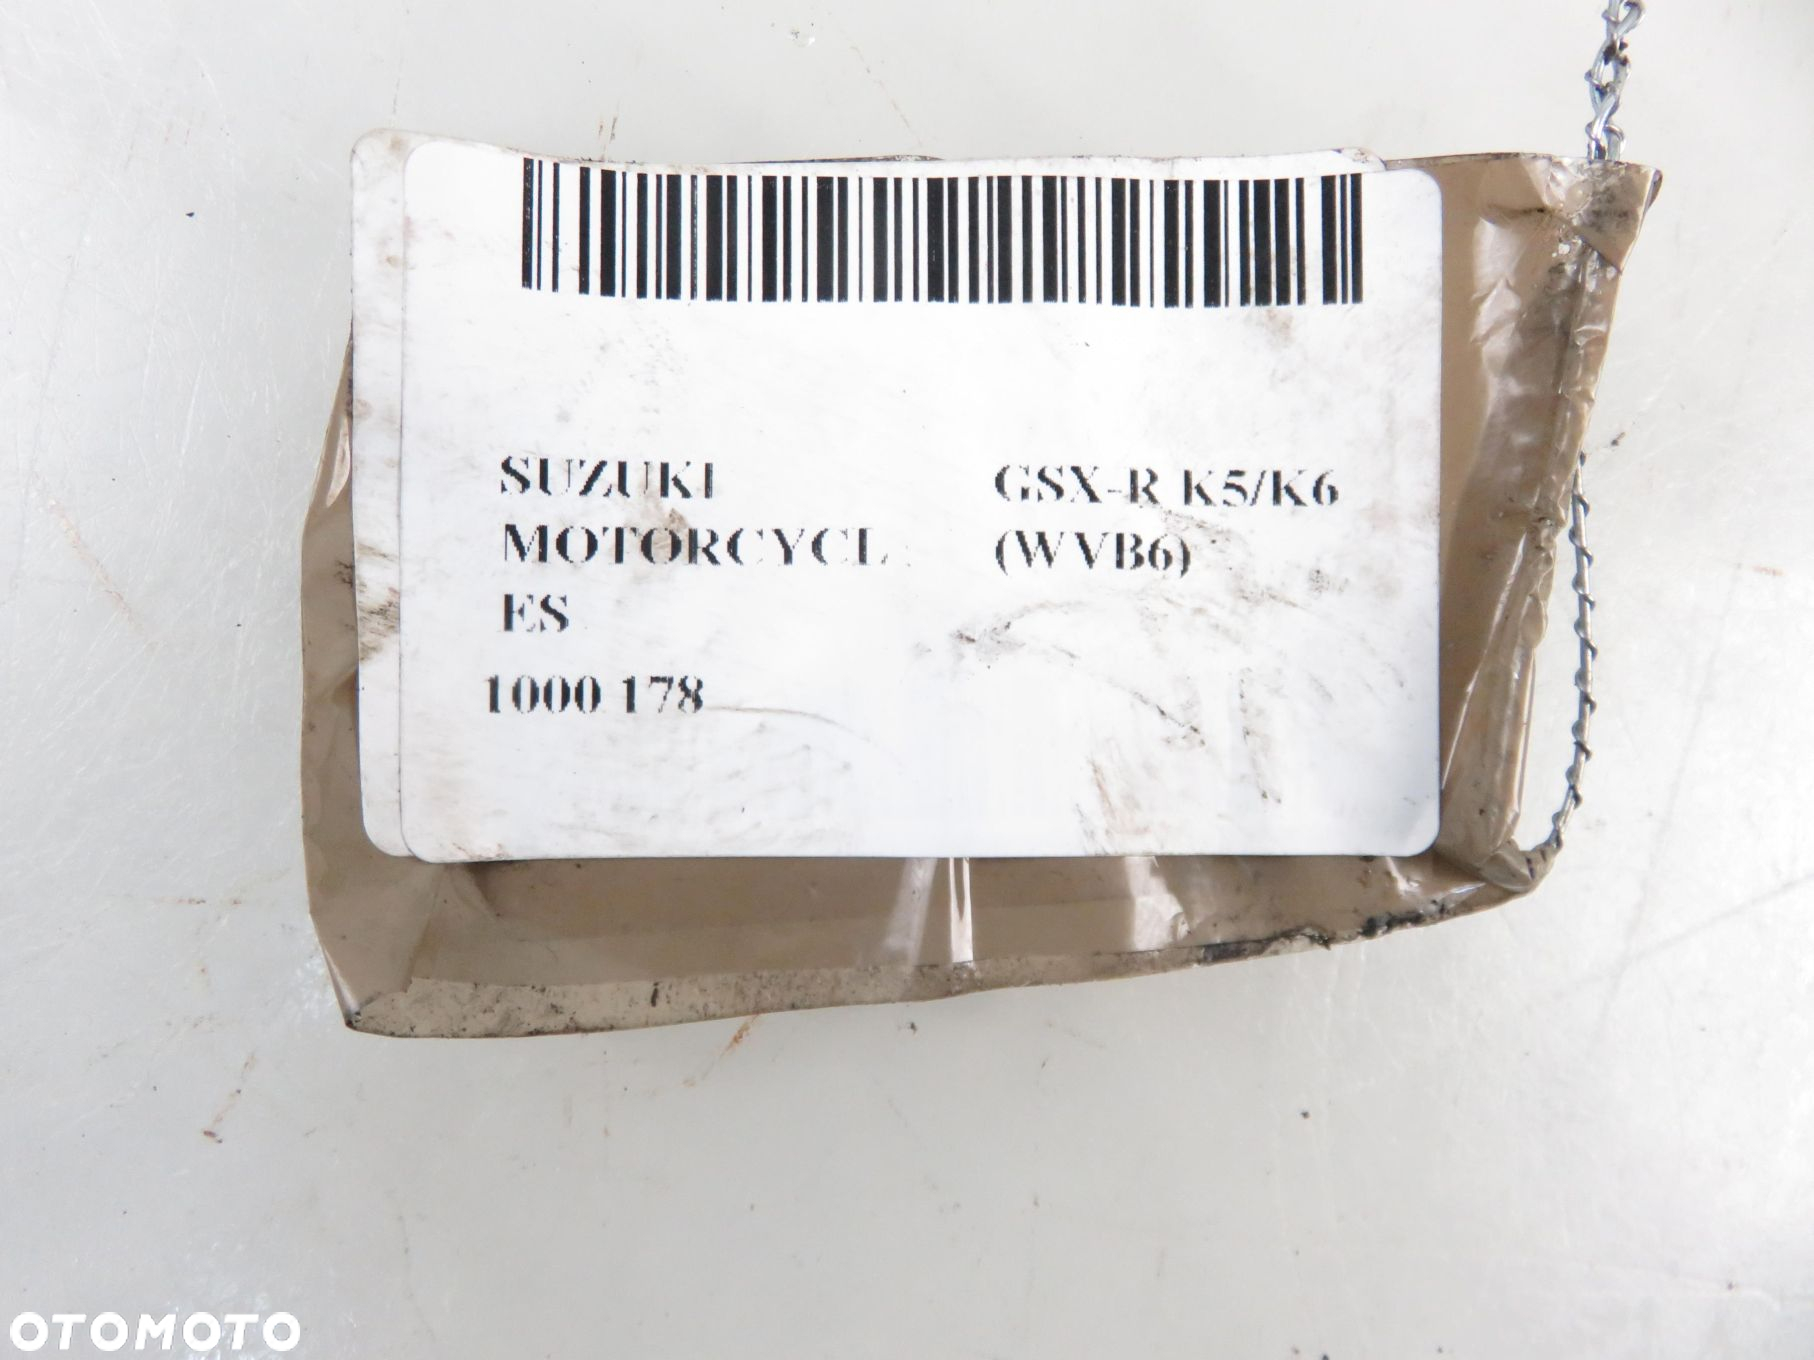 SUZUKI GSX-R K5/K6
MOTORCYCL (WVB6)
ES
1000 178
OTOMOTO